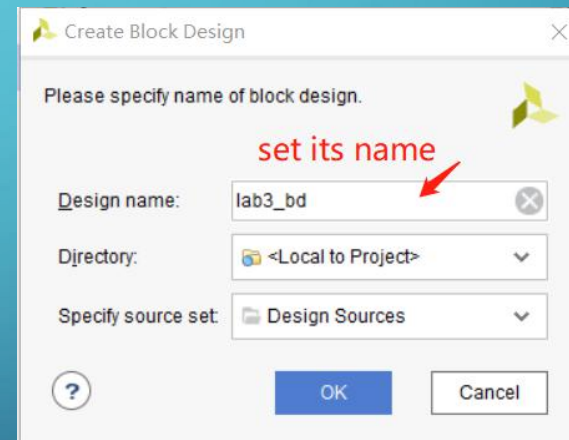 Create Block Design
Please specify name of block design.
set its name
Design name: lab3_bd
Directory: <Local to Project>
Specify source set: Design Sources
? OK Cancel